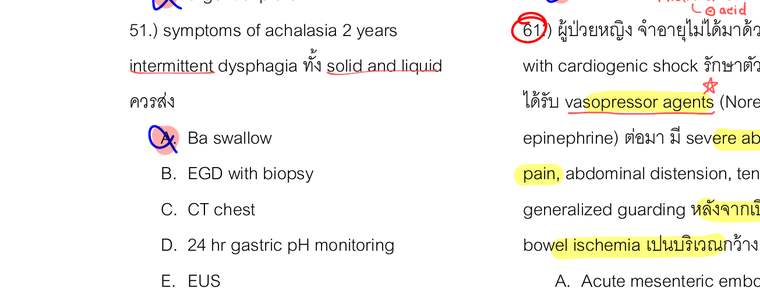 51.) symptoms of achalasia 2 years
intermittent dysphagia ทั้ง solid and liquid
ควรส่ง
A. Ba swallow
B. EGD with biopsy
C. CT chest
D. 24 hr gastric pH monitoring
E. EUS
acid
61.) ผู้ป่วยหญิง จำอายุไม่ได้มาด้ว
with cardiogenic shock รักษาตัว
ได้รับ vasopressor agents (Nore
epinephrine) ต่อมา มี severe ab
pain, abdominal distension, ten
generalized guarding หลังจากเปิ
bowel ischemia เปนบริเวณกว้าง
A. Acute mesenteric embo